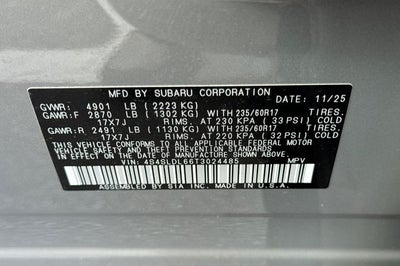 MFD BY SUBARU CORPORATION DATE: 11/25
GVWR: 4901 LB (2223 KG)
GAWR:F 2870 LB (1302 KG) WITH 235/60R17 TIRES.
17X7J RIMS. AT 230 KPA (33 PSI) COLD
GAWR:R 2491 LB (1130 KG) WITH 235/60R17 TIRES.
17X7J RIMS. AT 220 KPA (32 PSI) COLD
THIS VEHICLE CONFORMS TO ALL APPLICABLE FEDERAL MOTOR
VEHICLE SAFETY BUMPER AND THEFT PREVENTION STANDARDS
IN EFFECT ON THE DATE OF MANUFACTURE SHOWN ABOVE.
VIN: 4S4SLDL66T3024485 MPV
ASSEMBLED BY SIA INC. MADE IN U.S.A.